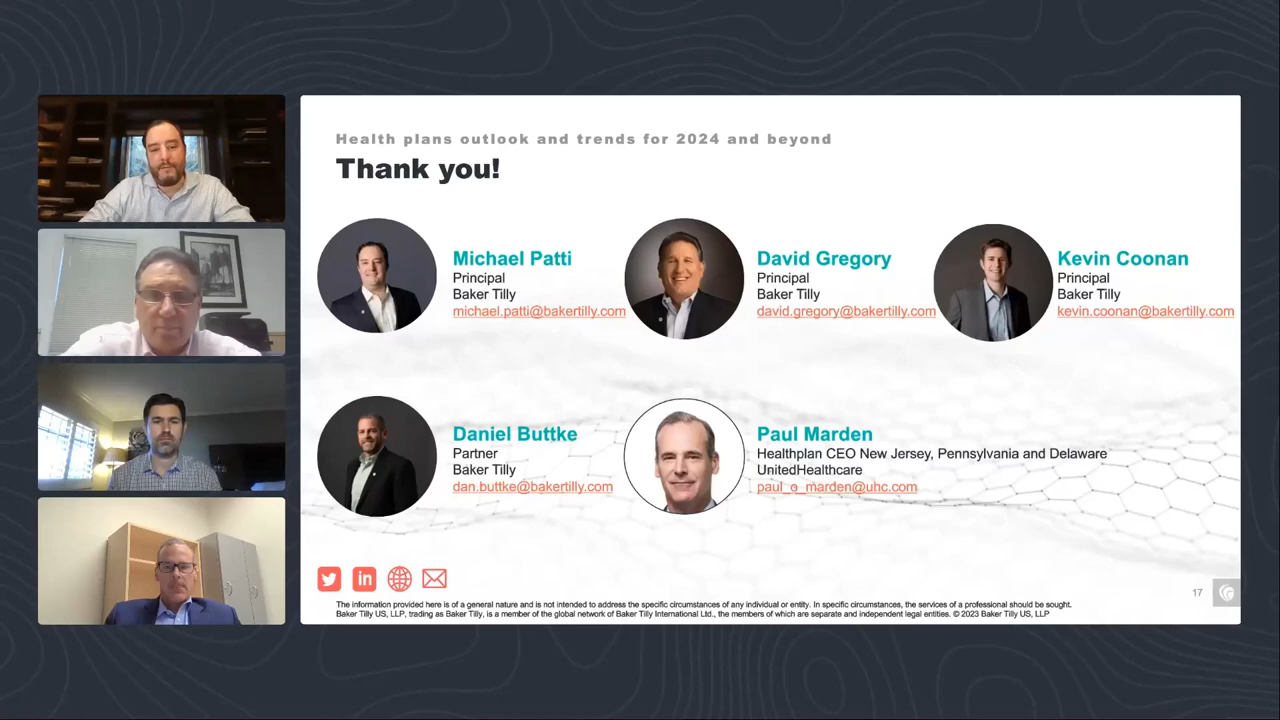 Health plans outlook and trends for 2024 and beyond
Thank you!
Michael Patti
Principal
Baker Tilly
michael.patti@bakertilly.com
David Gregory
Principal
Baker Tilly
david.gregory@bakertilly.com
Kevin Coonan
Principal
Baker Tilly
kevin.coonan@bakertilly.com
Daniel Buttke
Partner
Baker Tilly
dan.buttke@bakertilly.com
Paul Marden
Healthplan CEO New Jersey, Pennsylvania and Delaware
UnitedHealthcare
paul_o_marden@uhc.com
in
17
The information provided here is of a general nature and is not intended to address the specific circumstances of any individual or entity. In specific circumstances, the services of a professional should be sought.
Baker Tilly US, LLP, trading as Baker Tilly, is a member of the global network of Baker Tilly International Ltd., the members of which are separate and independent legal entities. © 2023 Baker Tilly US, LLP